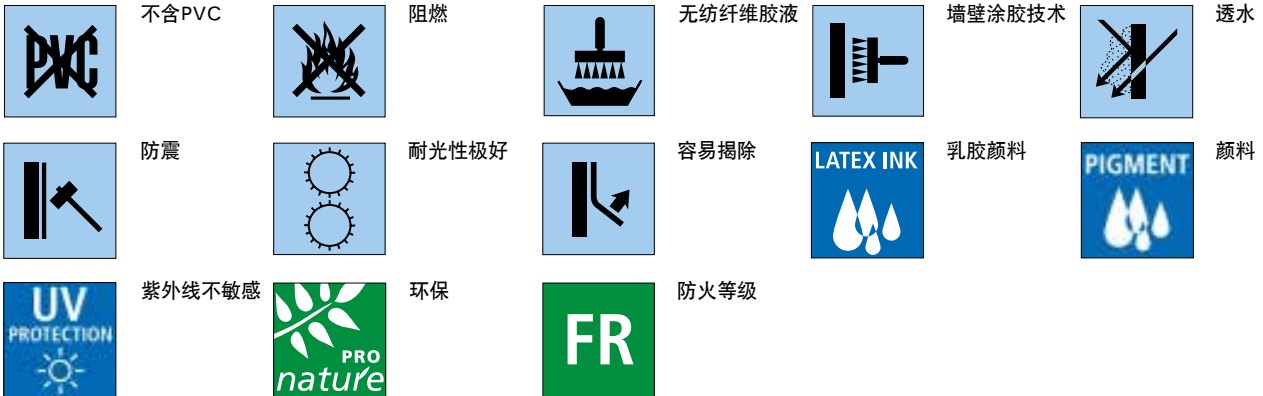 PVC
不含PVC
阻燃
无纺纤维胶液
墙壁涂胶技术
透水
防震
耐光性极好
容易揭除
LATEX INK
乳胶颜料
PIGMENT
颜料
UV
PROTECTION
紫外线不敏感
PRO
nature
环保
FR
防火等级